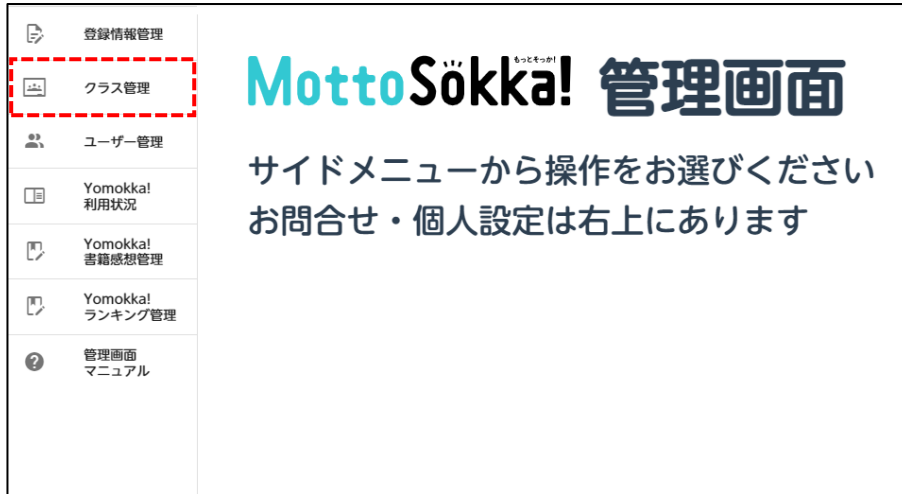 登録情報管理
クラス管理
ユーザー管理
Yomokka!
利用状況
Yomokka!
書籍感想管理
Yomokka!
ランキング管理
管理画面
マニュアル
もっとそっか!
MottoSokka! 管理画面
サイドメニューから操作をお選びください
お問合せ・個人設定は右上にあります